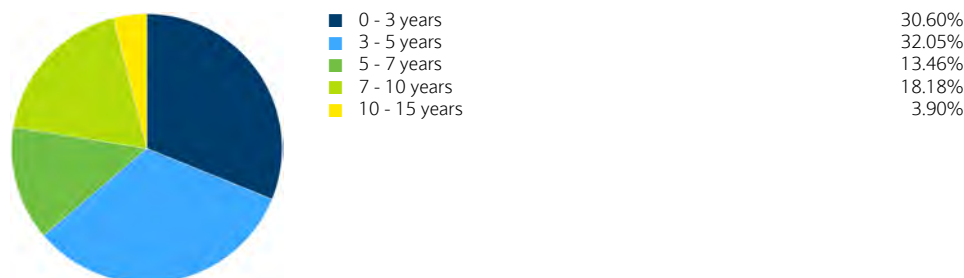 0 - 3 years 30.60%
3 - 5 years 32.05%
5 - 7 years 13.46%
7 - 10 years 18.18%
10 - 15 years 3.90%